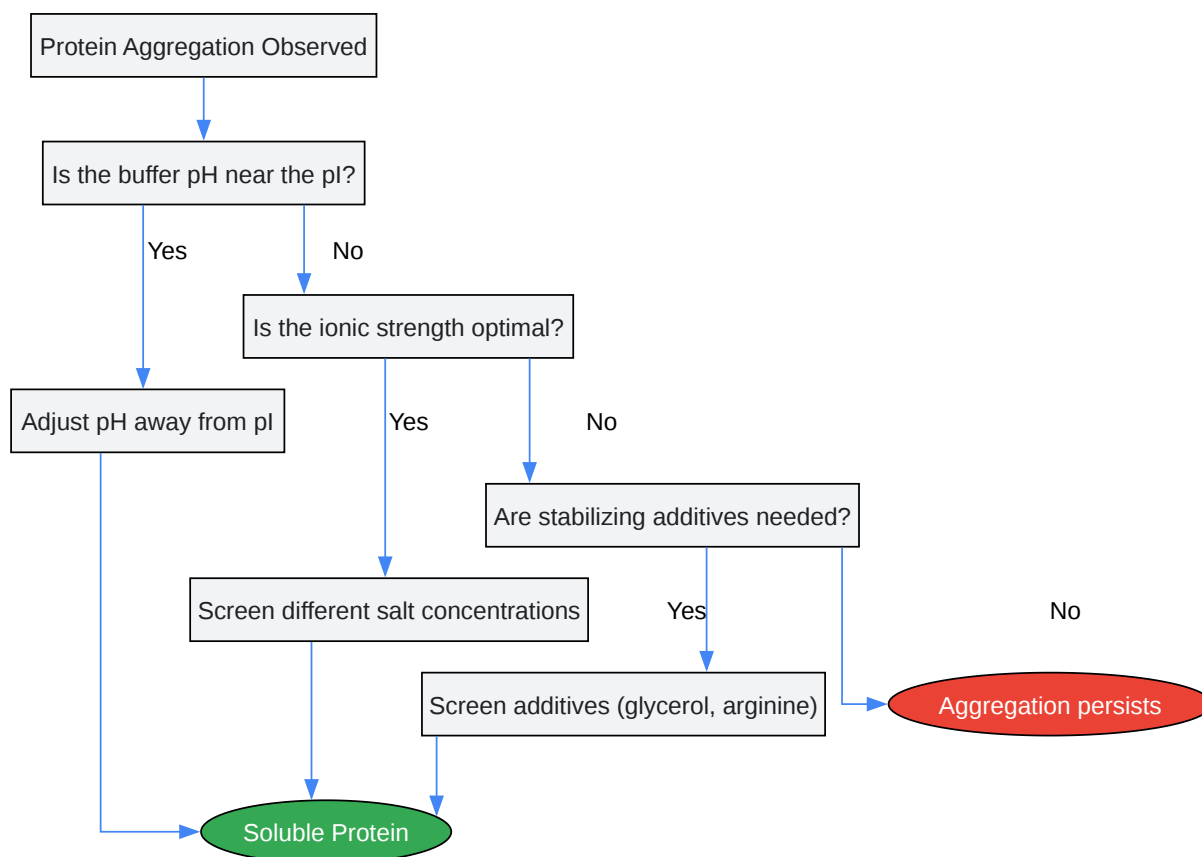 Protein Aggregation Observed
Is the buffer pH near the pI?
Yes
No
Is the ionic strength optimal?
Adjust pH away from pI
Yes
No
Are stabilizing additives needed?
Screen different salt concentrations
Yes
No
Screen additives (glycerol, arginine)
Aggregation persists
Soluble Protein